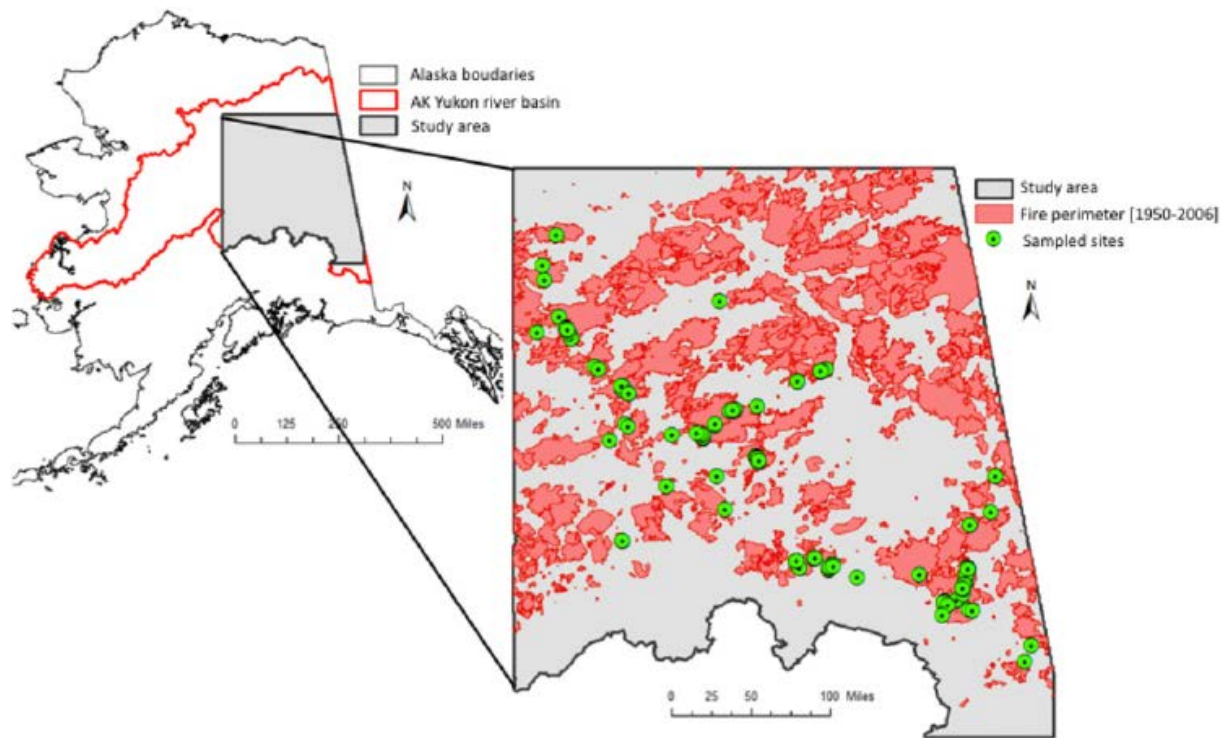 Alaska boudaries
AK Yukon river basin
Study area
N
0 125 250 500 Miles
Study area
Fire perimeter [1950-2006]
Sampled sites
N
0 25 50 100 Miles